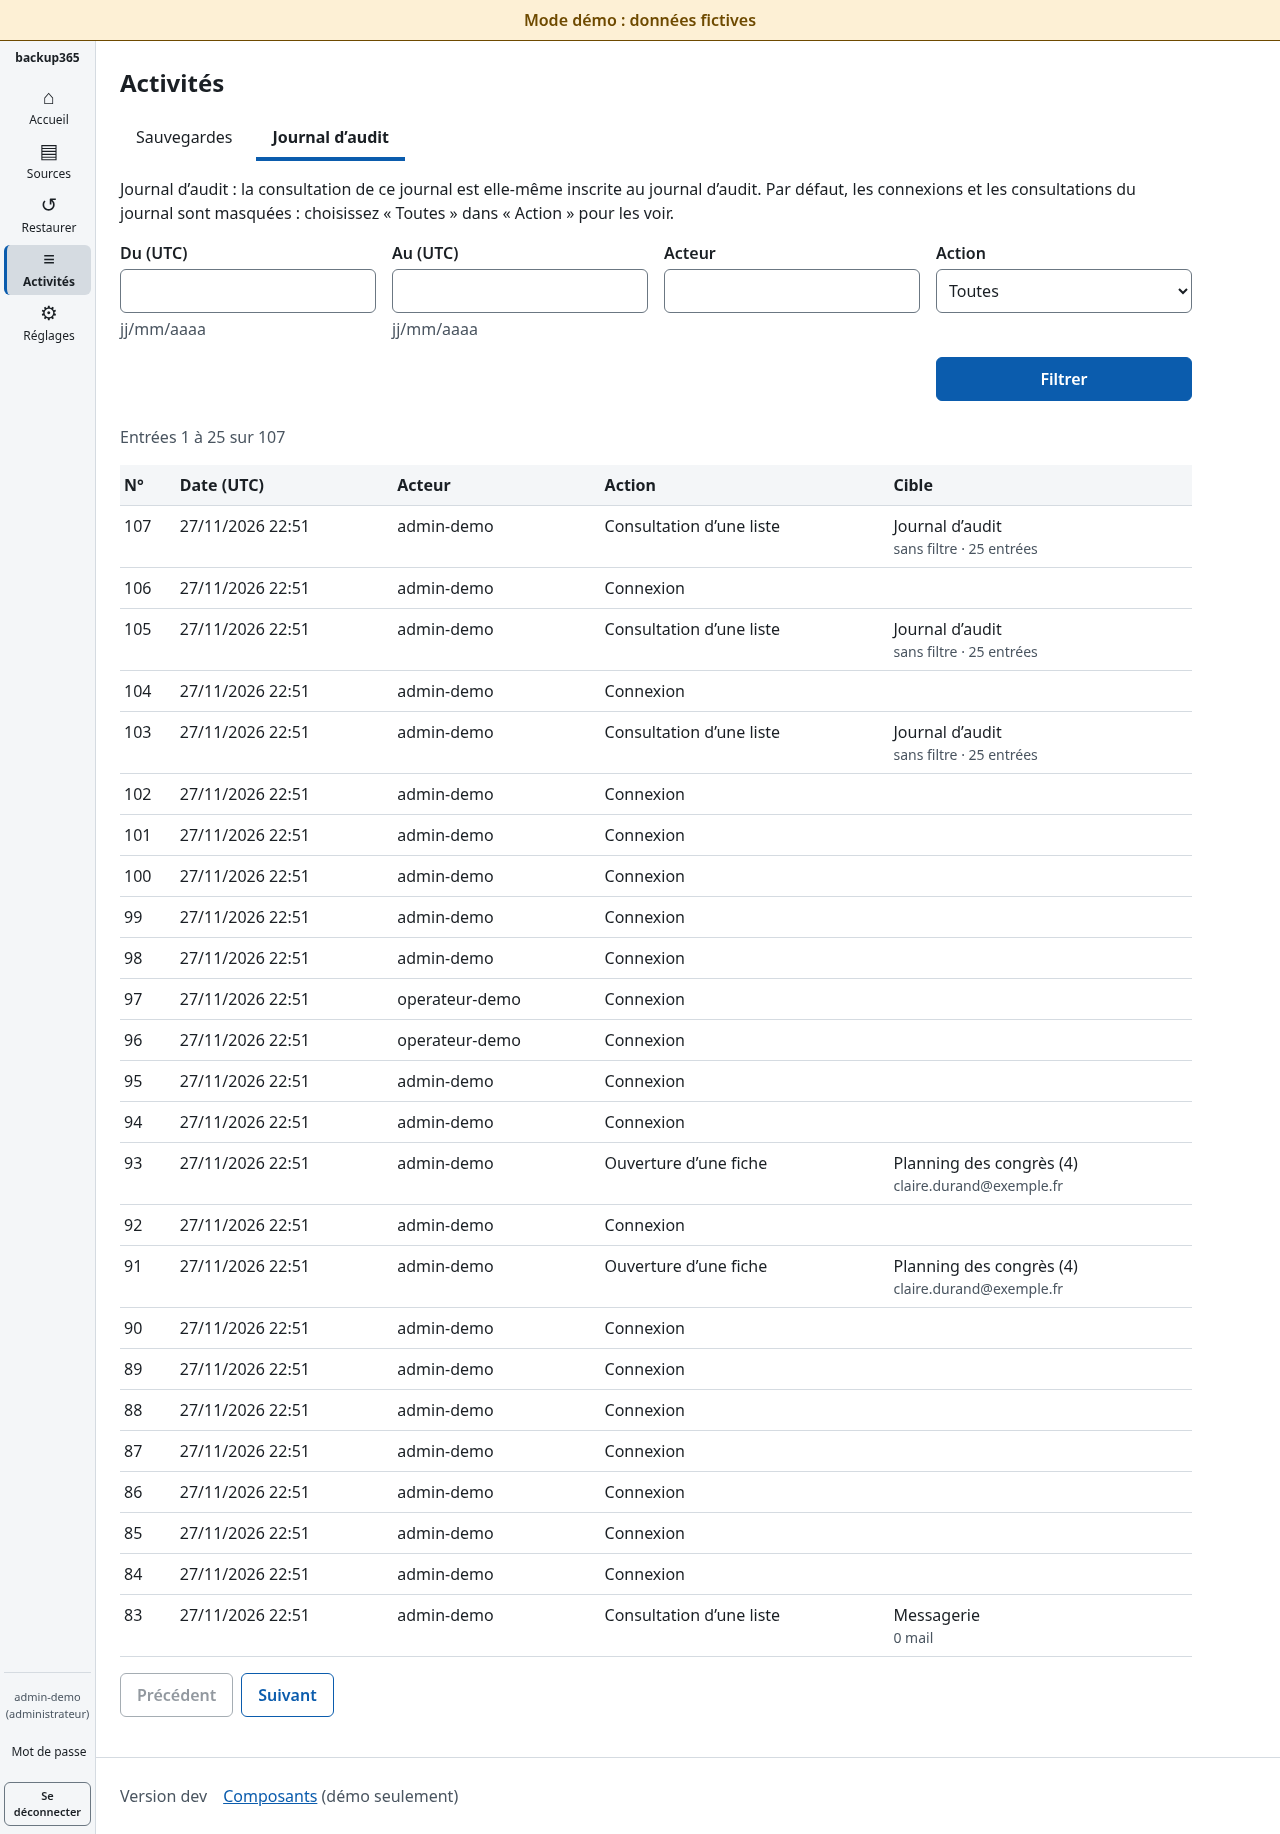 Mode démo : données fictives
backup365
Accueil
Sources
Restaurer
Activités
Réglages
admin-demo
(administrateur)
Mot de passe
Se
déconnecter
Activités
Sauvegardes Journal d’audit
Journal d’audit : la consultation de ce journal est elle-même inscrite au journal d’audit. Par défaut, les connexions et les consultations du
journal sont masquées : choisissez « Toutes » dans « Action » pour les voir.
Du (UTC) Au (UTC) Acteur Action
Toutes
jj/mm/aaaa jj/mm/aaaa
Filtrer
Entrées 1 à 25 sur 107
N° Date (UTC) Acteur Action Cible
107 27/11/2026 22:51 admin-demo Consultation d’une liste Journal d’audit
sans filtre · 25 entrées
106 27/11/2026 22:51 admin-demo Connexion
105 27/11/2026 22:51 admin-demo Consultation d’une liste Journal d’audit
sans filtre · 25 entrées
104 27/11/2026 22:51 admin-demo Connexion
103 27/11/2026 22:51 admin-demo Consultation d’une liste Journal d’audit
sans filtre · 25 entrées
102 27/11/2026 22:51 admin-demo Connexion
101 27/11/2026 22:51 admin-demo Connexion
100 27/11/2026 22:51 admin-demo Connexion
99 27/11/2026 22:51 admin-demo Connexion
98 27/11/2026 22:51 admin-demo Connexion
97 27/11/2026 22:51 operateur-demo Connexion
96 27/11/2026 22:51 operateur-demo Connexion
95 27/11/2026 22:51 admin-demo Connexion
94 27/11/2026 22:51 admin-demo Connexion
93 27/11/2026 22:51 admin-demo Ouverture d’une fiche Planning des congrès (4)
claire.durand@exemple.fr
92 27/11/2026 22:51 admin-demo Connexion
91 27/11/2026 22:51 admin-demo Ouverture d’une fiche Planning des congrès (4)
claire.durand@exemple.fr
90 27/11/2026 22:51 admin-demo Connexion
89 27/11/2026 22:51 admin-demo Connexion
88 27/11/2026 22:51 admin-demo Connexion
87 27/11/2026 22:51 admin-demo Connexion
86 27/11/2026 22:51 admin-demo Connexion
85 27/11/2026 22:51 admin-demo Connexion
84 27/11/2026 22:51 admin-demo Connexion
83 27/11/2026 22:51 admin-demo Consultation d’une liste Messagerie
0 mail
Précédent Suivant
Version dev Composants (démo seulement)